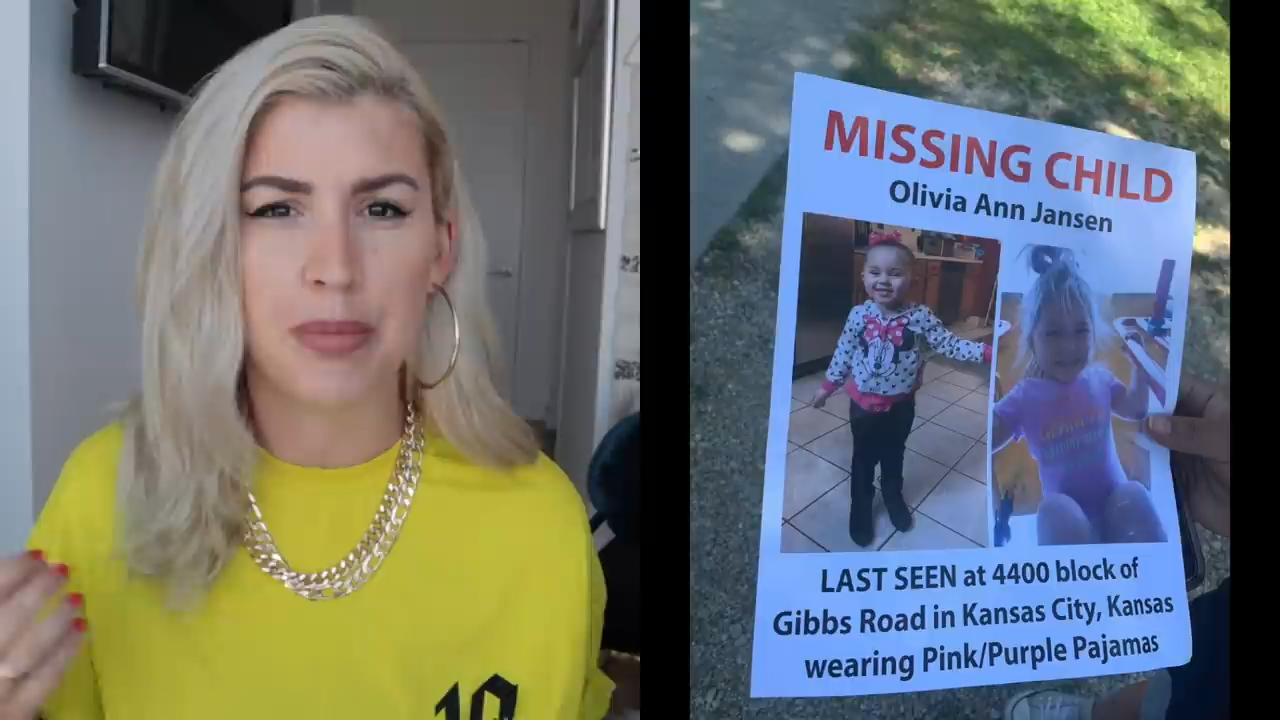 MISSING CHILD
Olivia Ann Jansen
LAST SEEN at 4400 block of
Gibbs Road in Kansas City, Kansas
wearing Pink/Purple Pajamas
10